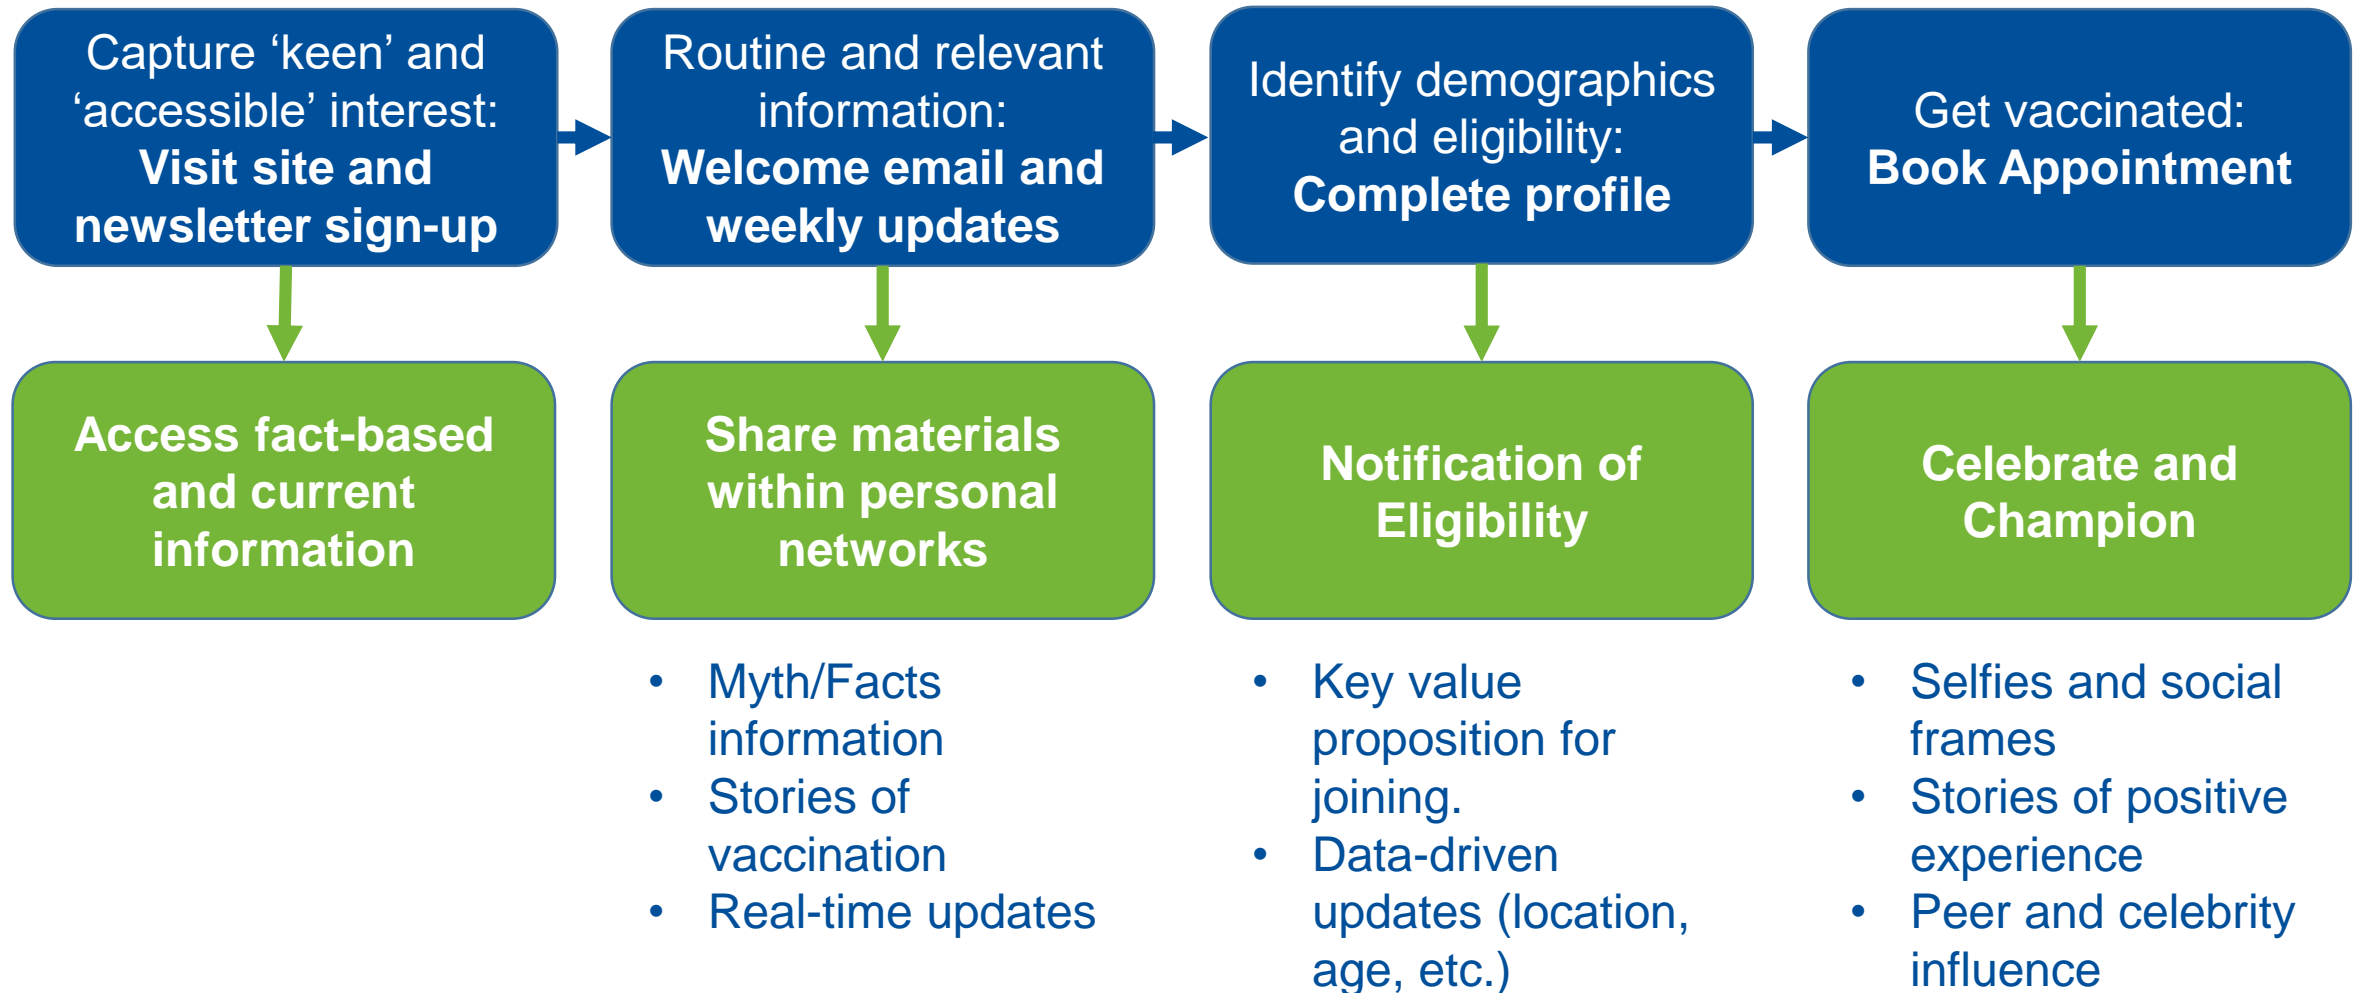 Capture ‘keen’ and
‘accessible’ interest:
Visit site and
newsletter sign-up
Routine and relevant
information:
Welcome email and
weekly updates
Identify demographics
and eligibility:
Complete profile
Get vaccinated:
Book Appointment
Access fact-based
and current
information
Share materials
within personal
networks
Notification of
Eligibility
Celebrate and
Champion
• Myth/Facts
information
• Stories of
vaccination
• Real-time updates
• Key value
proposition for
joining.
• Data-driven
updates (location,
age, etc.)
• Selfies and social
frames
• Stories of positive
experience
• Peer and celebrity
influence